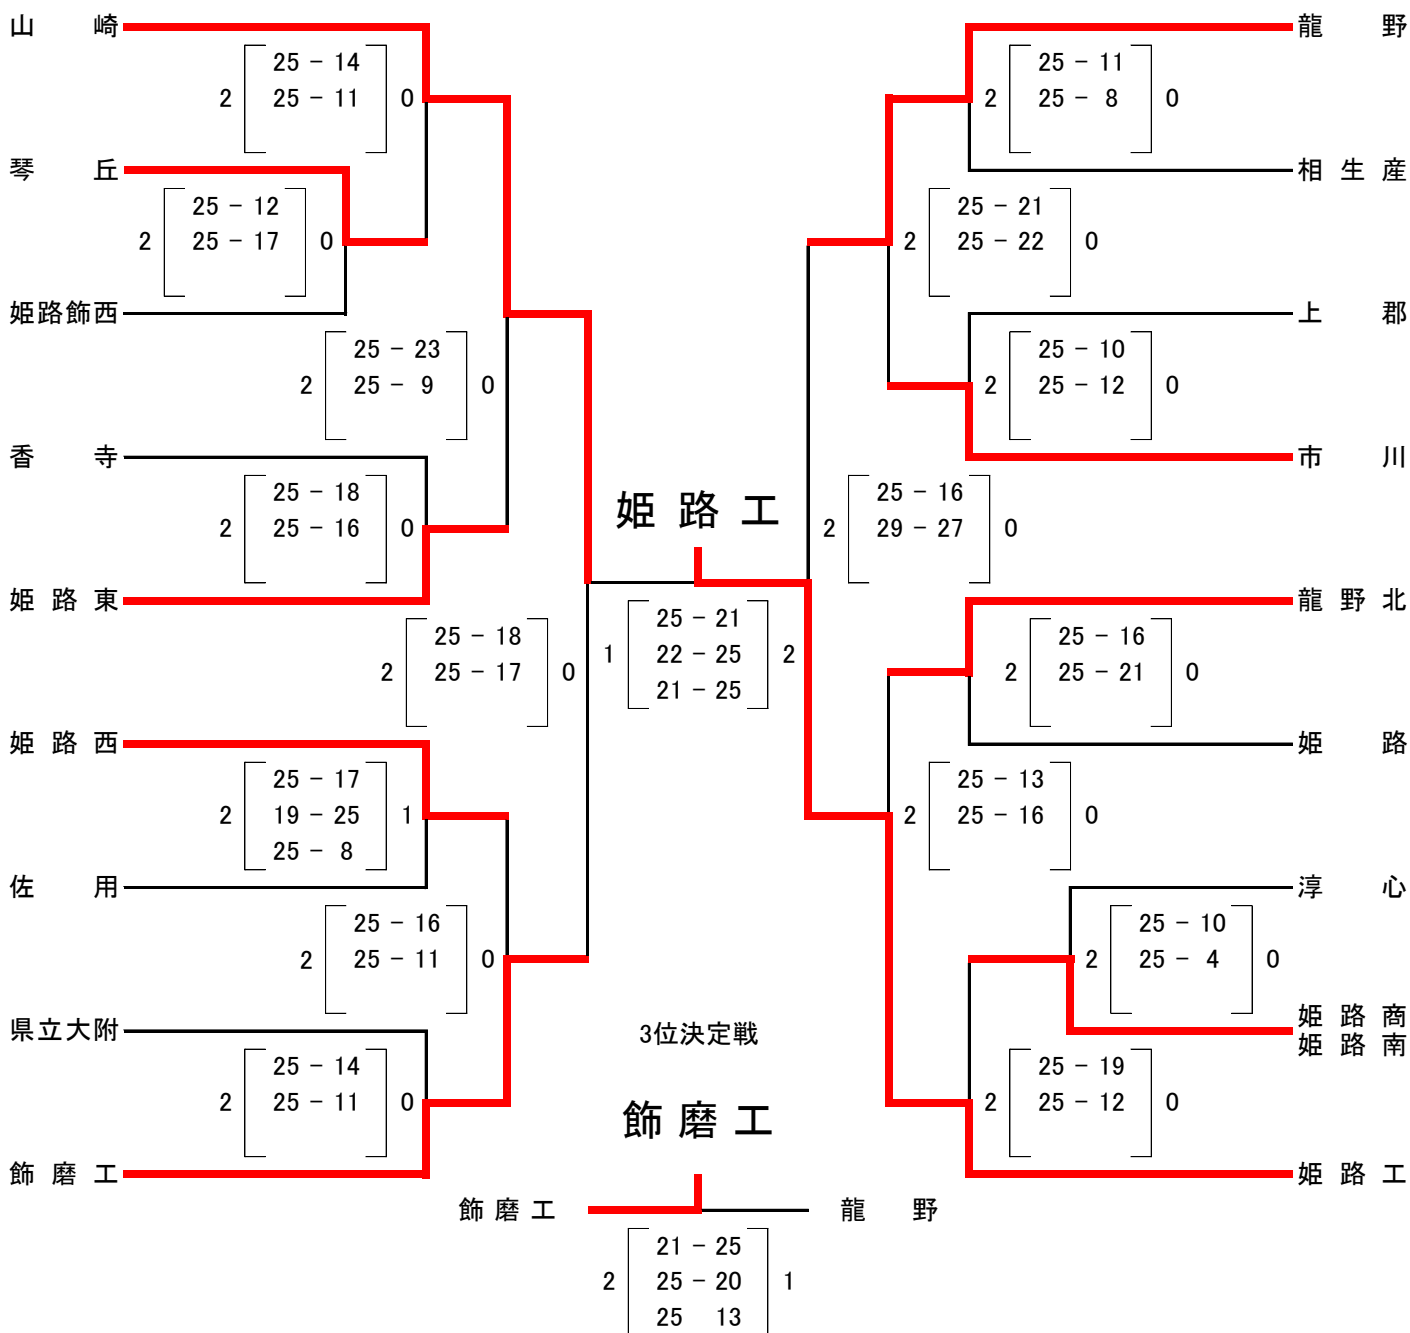 山崎
25 - 14
2 25 - 11 0
琴丘
25 - 12
2 25 - 17 0
姫路飾西
25 - 23
2 25 - 9 0
香寺
25 - 18
2 25 - 16 0
姫路東
25 - 18
2 25 - 17 0
姫路西
25 - 17
2 19 - 25 1
25 - 8
佐用
25 - 16
2 25 - 11 0
県立大附
25 - 14
2 25 - 11 0
飾磨工
姫路工
25 - 21
1 22 - 25 2
21 - 25
3位決定戦
飾磨工
飾磨工 龍野
21 - 25
2 25 - 20 1
25 13
龍野
25 - 11
2 25 - 8 0
相生産
25 - 21
2 25 - 22 0
上郡
25 - 10
2 25 - 12 0
市川
25 - 16
2 29 - 27 0
龍野北
25 - 16
2 25 - 21 0
姫路
25 - 13
2 25 - 16 0
淳心
25 - 10
2 25 - 4 0
姫路商
姫路南
25 - 19
2 25 - 12 0
姫路工